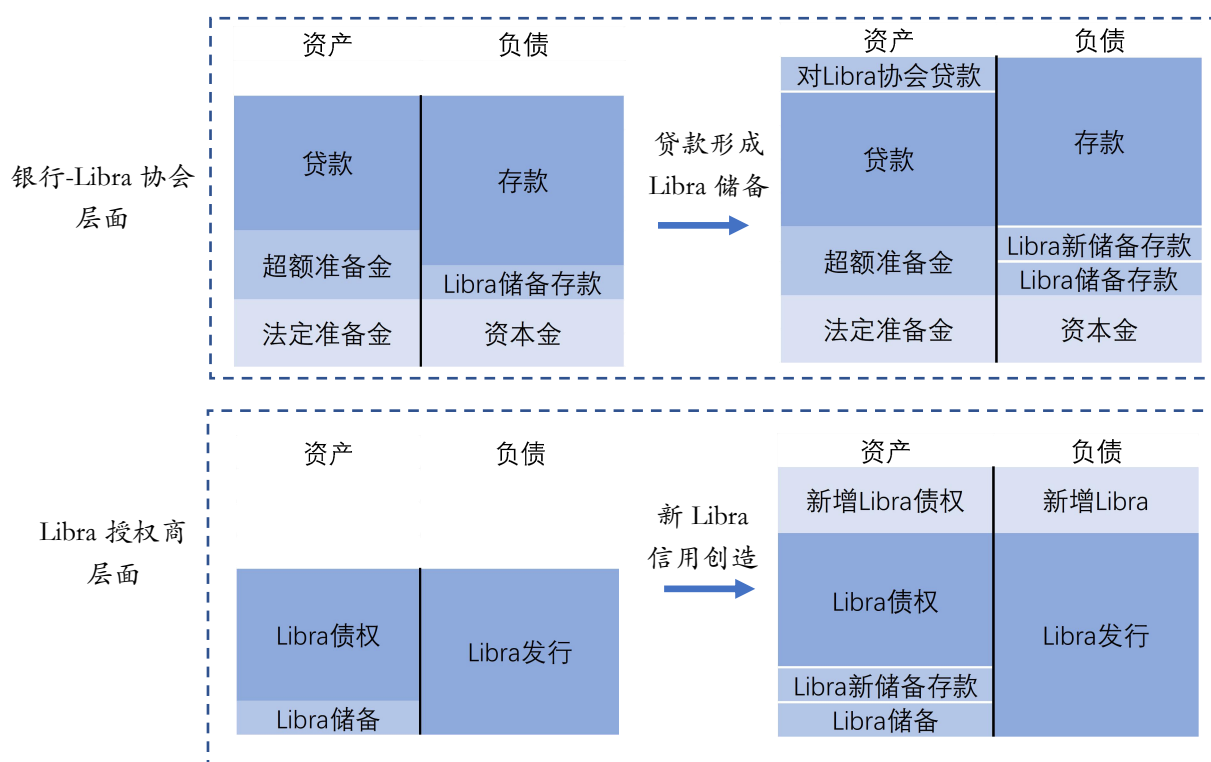 资产
负债
贷款
存款
超额准备金
Libra储备存款
法定准备金
资本金
银行-Libra 协会
层面
贷款形成
Libra 储备
资产
负债
对Libra协会贷款
贷款
存款
超额准备金
Libra新储备存款
Libra储备存款
法定准备金
资本金
资产
负债
Libra债权
Libra发行
Libra储备
Libra 授权商
层面
新 Libra
信用创造
资产
负债
新增Libra债权
新增Libra
Libra债权
Libra发行
Libra新储备存款
Libra储备